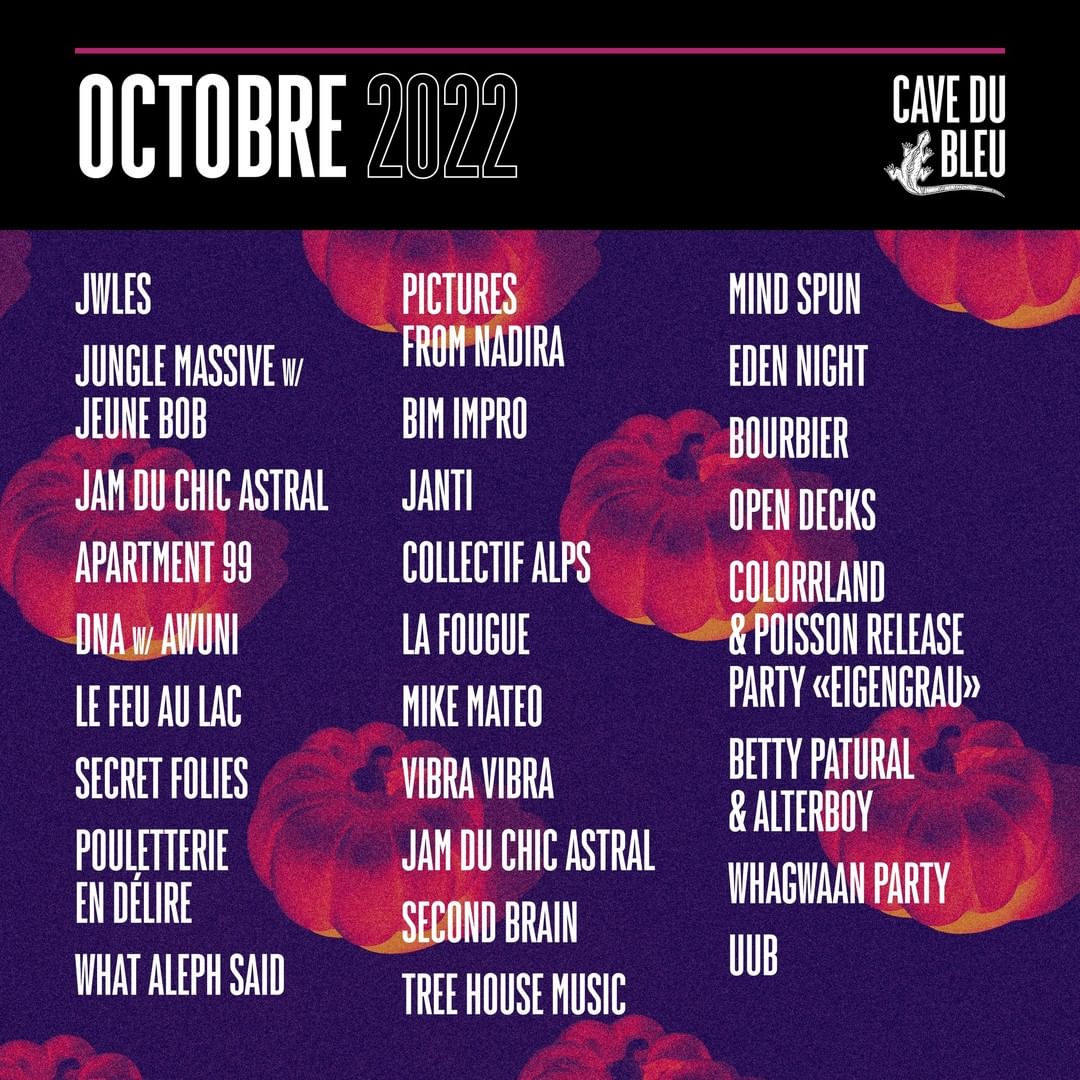 OCTOBRE 2022
CAVE DU
BLEU
JWLES
JUNGLE MASSIVE W/
JEUNE BOB
JAM DU CHIC ASTRAL
APARTMENT 99
DNA W/ AWUNI
LE FEU AU LAC
SECRET FOLIES
POULETTERIE
EN DÉLIRE
WHAT ALEPH SAID
PICTURES
FROM NADIRA
BIM IMPRO
JANTI
COLLECTIF ALPS
LA FOUGUE
MIKE MATEO
VIBRA VIBRA
JAM DU CHIC ASTRAL
SECOND BRAIN
TREE HOUSE MUSIC
MIND SPUN
EDEN NIGHT
BOURBIER
OPEN DECKS
COLORRLAND
& POISSON RELEASE
PARTY «EIGENGRAU»
BETTY PATURAL
& ALTERBOY
WHAGWAAN PARTY
UUB